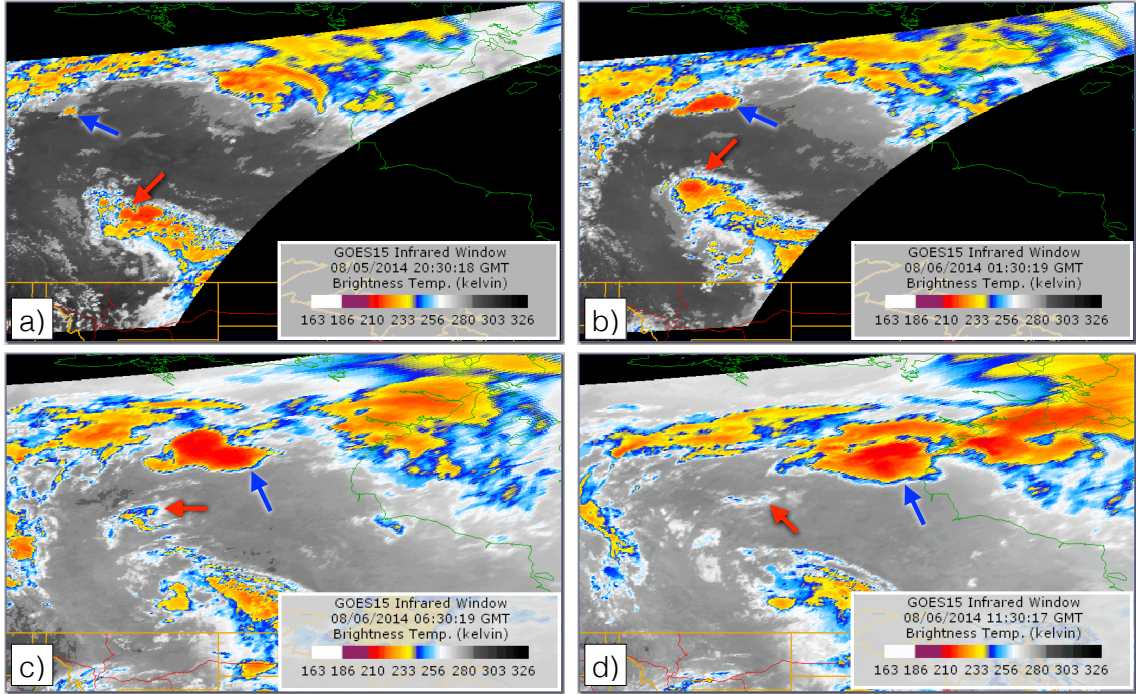 GOES15 Infrared Window
08/05/2014 20:30:18 GMT
Brightness Temp. (kelvin)
163 186 210 233 256 280 303 326
a)
GOES15 Infrared Window
08/06/2014 01:30:19 GMT
Brightness Temp. (kelvin)
163 186 210 233 256 280 303 326
b)
GOES15 Infrared Window
08/06/2014 06:30:19 GMT
Brightness Temp. (kelvin)
163 186 210 233 256 280 303 326
c)
GOES15 Infrared Window
08/06/2014 11:30:17 GMT
Brightness Temp. (kelvin)
163 186 210 233 256 280 303 326
d)